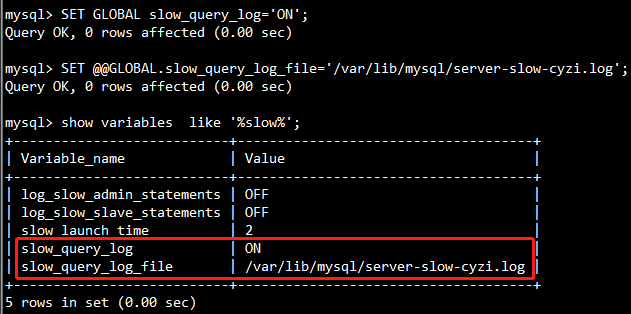 mysql> SET GLOBAL slow_query_log='ON';
Query OK, 0 rows affected (0.00 sec)
mysql> SET @@GLOBAL.slow_query_log_file='/var/lib/mysql/server-slow-cyzi.log';
Query OK, 0 rows affected (0.00 sec)
mysql> show variables  like '%slow%';
+---------------------------+----------------------------------+
| Variable_name | Value |
+---------------------------+----------------------------------+
| log_slow_admin_statements | OFF |
| log_slow_slave_statements | OFF |
| slow_launch_time | 2 |
| slow_query_log | ON |
| slow_query_log_file | /var/lib/mysql/server-slow-cyzi.log |
+---------------------------+----------------------------------+
5 rows in set (0.00 sec)